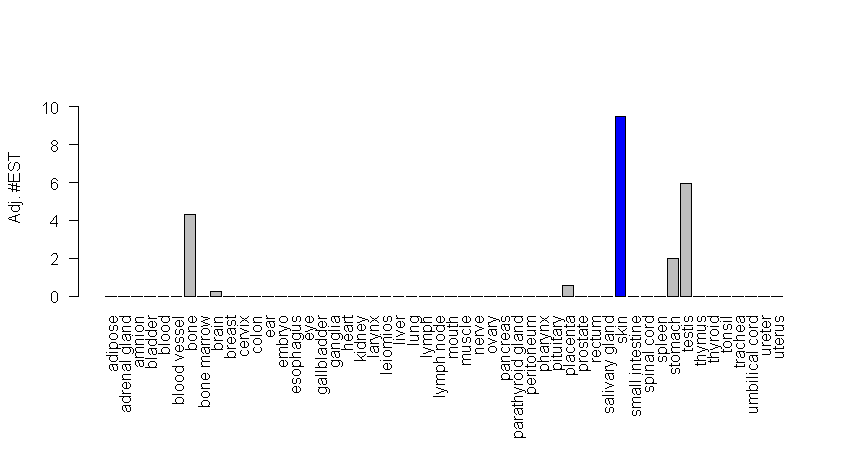 Adj. #EST
10
8
6
4
2
0
adipose
adrenal gland
amnion
bladder
blood
blood vessel
bone
bone marrow
brain
breast
cervix
colon
ear
embryo
esophagus
eye
gallbladder
ganglia
heart
kidney
larynx
leiomios
liver
lung
lymph
lymph node
mouth
muscle
nerve
ovary
pancreas
parathyroid gland
peritoneum
pharynx
pituitary
placenta
prostate
rectum
salivary gland
skin
small intestine
spinal cord
spleen
stomach
testis
thymus
thyroid
tonsil
trachea
umbilical cord
ureter
uterus